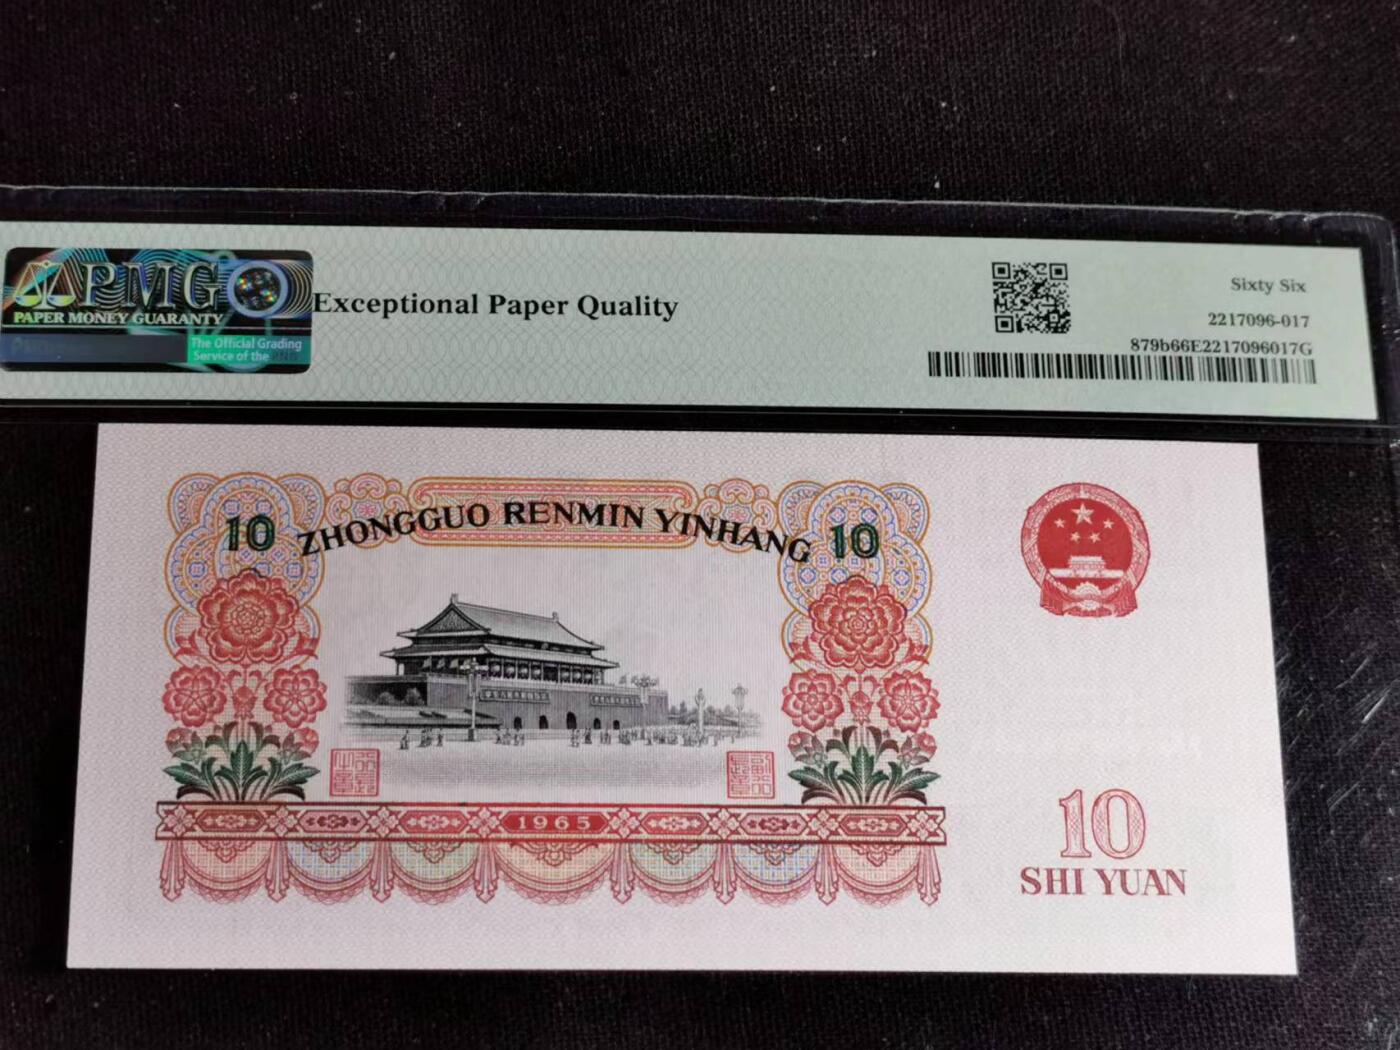 PMG
PAPER MONEY GUARANTY
The Official Grading
Service of the PNG
Exceptional Paper Quality
Sixty Six
2217096-017
879b66E2217096017G
10 ZHONGGUO RENMIN YINHANG 10
1965
10
SHI YUAN